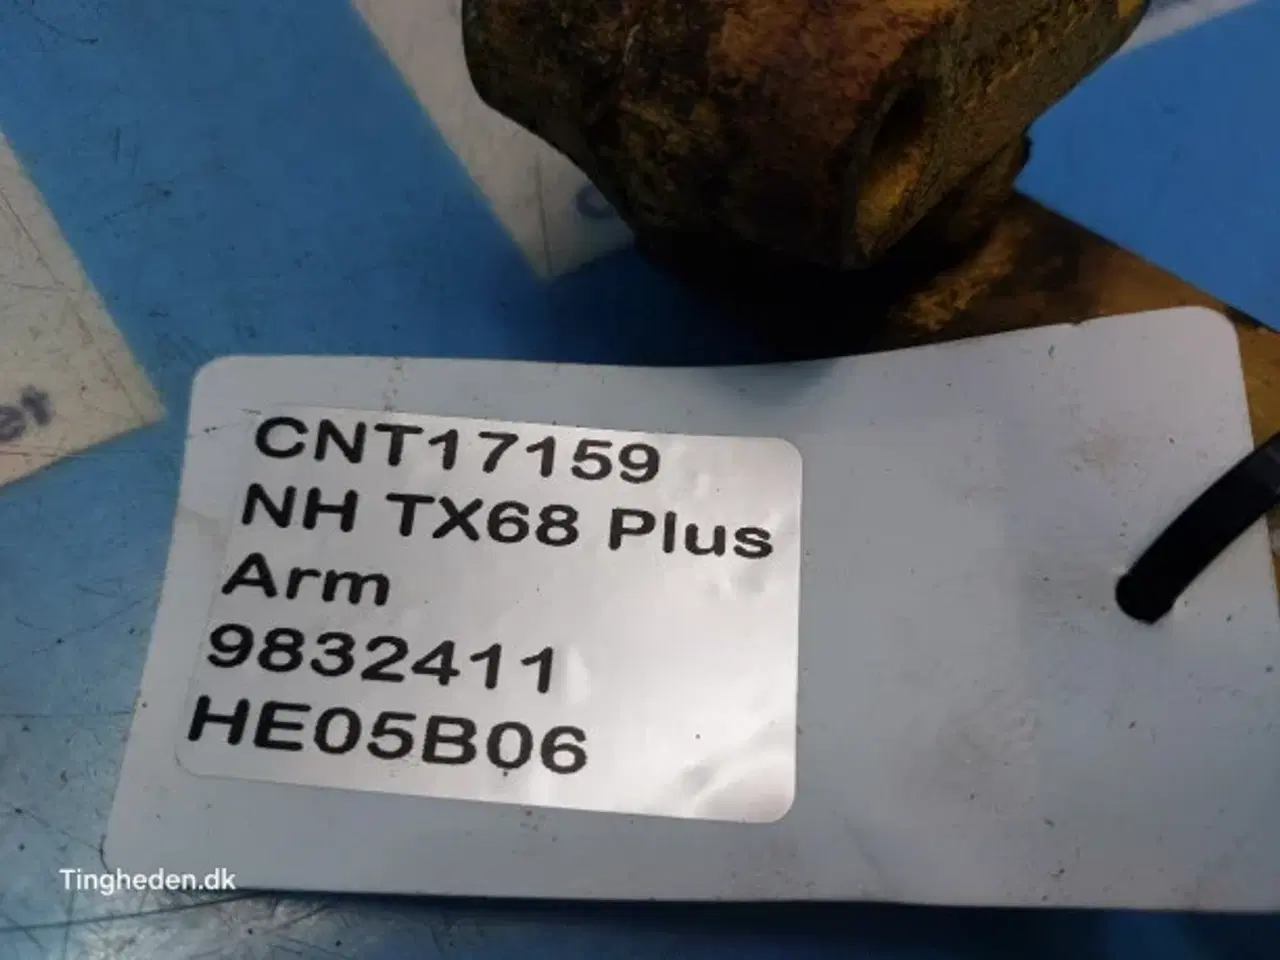 CNT17159
NH TX68 Plus
Arm
9832411
HE05B06
Tingheden.dk